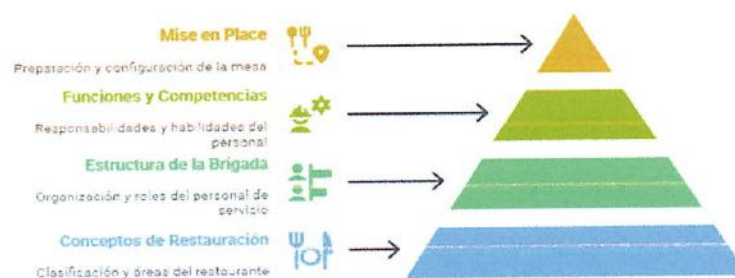 Mise en Place
Preparación y configuración de la mesa
Funciones y Competencias
Responsabilidades y habilidades del
personal
Estructura de la Brigada
Organización y roles del personal de
servicio
Conceptos de Restauración
Clasificación y áreas del restaurante